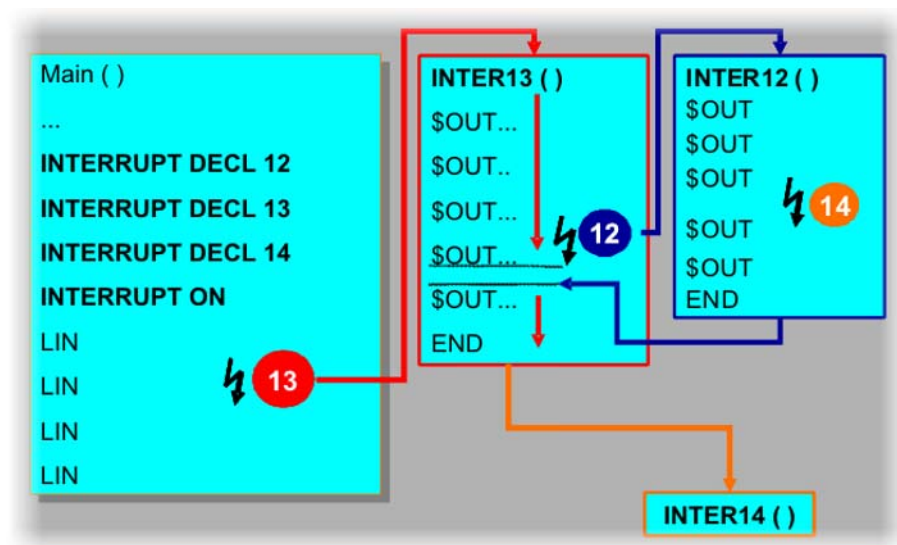 Main ( )
...
INTERRUPT DECL 12
INTERRUPT DECL 13
INTERRUPT DECL 14
INTERRUPT ON
LIN
LIN
LIN
LIN
13
INTER13 ( )
$OUT...
$OUT..
$OUT...
$OUT...
$OUT...
END
12
INTER12 ( )
$OUT
$OUT
$OUT
$OUT
$OUT
END
14
INTER14 ( )